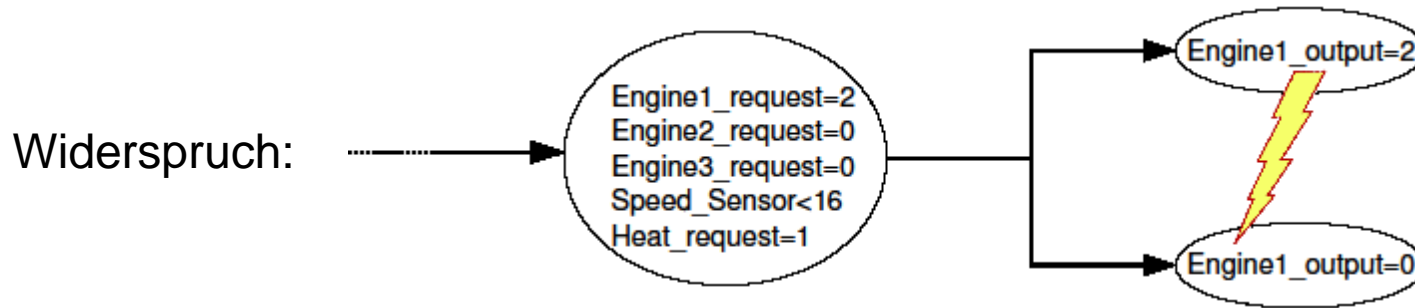 Widerspruch:
Engine1_request=2
Engine2_request=0
Engine3_request=0
Speed_Sensor<16
Heat_request=1
Engine1_output=2
Engine1_output=0